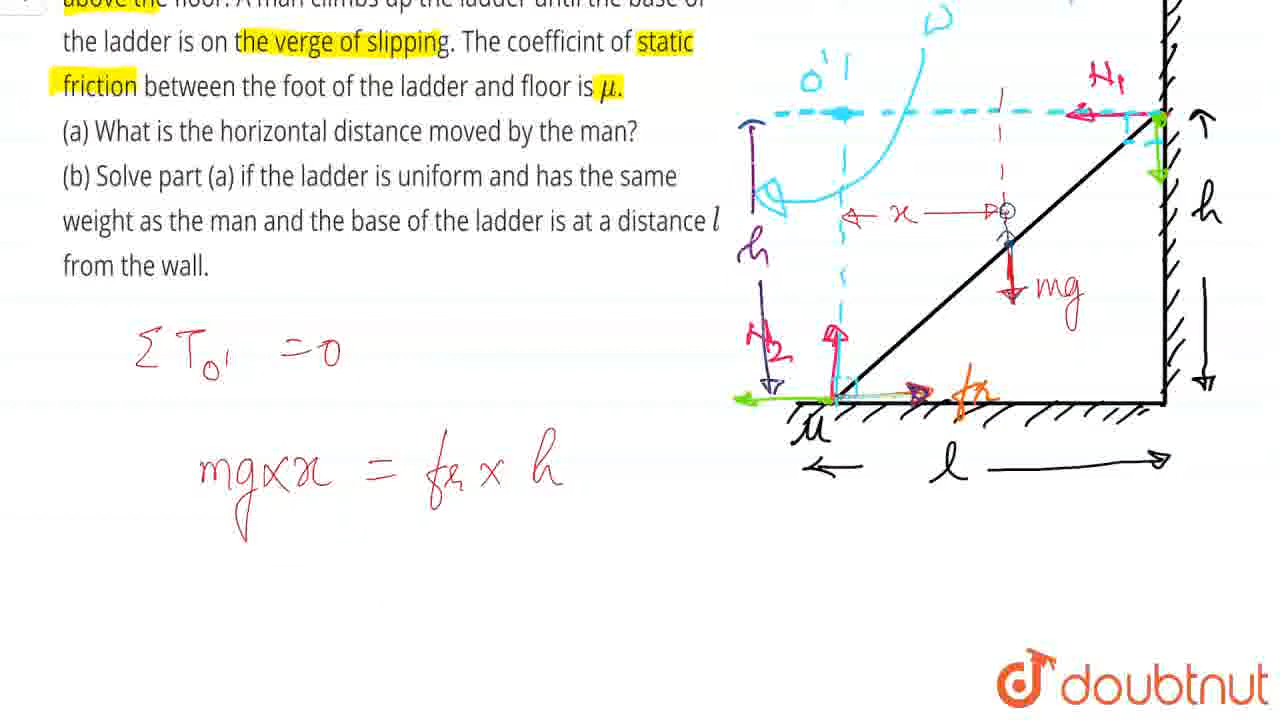 above the floor. A man climbs up the ladder until the base of
the ladder is on the verge of slipping. The coefficint of static
friction between the foot of the ladder and floor is μ.
(a) What is the horizontal distance moved by the man?
(b) Solve part (a) if the ladder is uniform and has the same
weight as the man and the base of the ladder is at a distance l
from the wall.
Στ₀' = 0
mg × x = fr × h
O'
N₁
x
h
h
mg
N₂
fr
μ
l
doubtnut